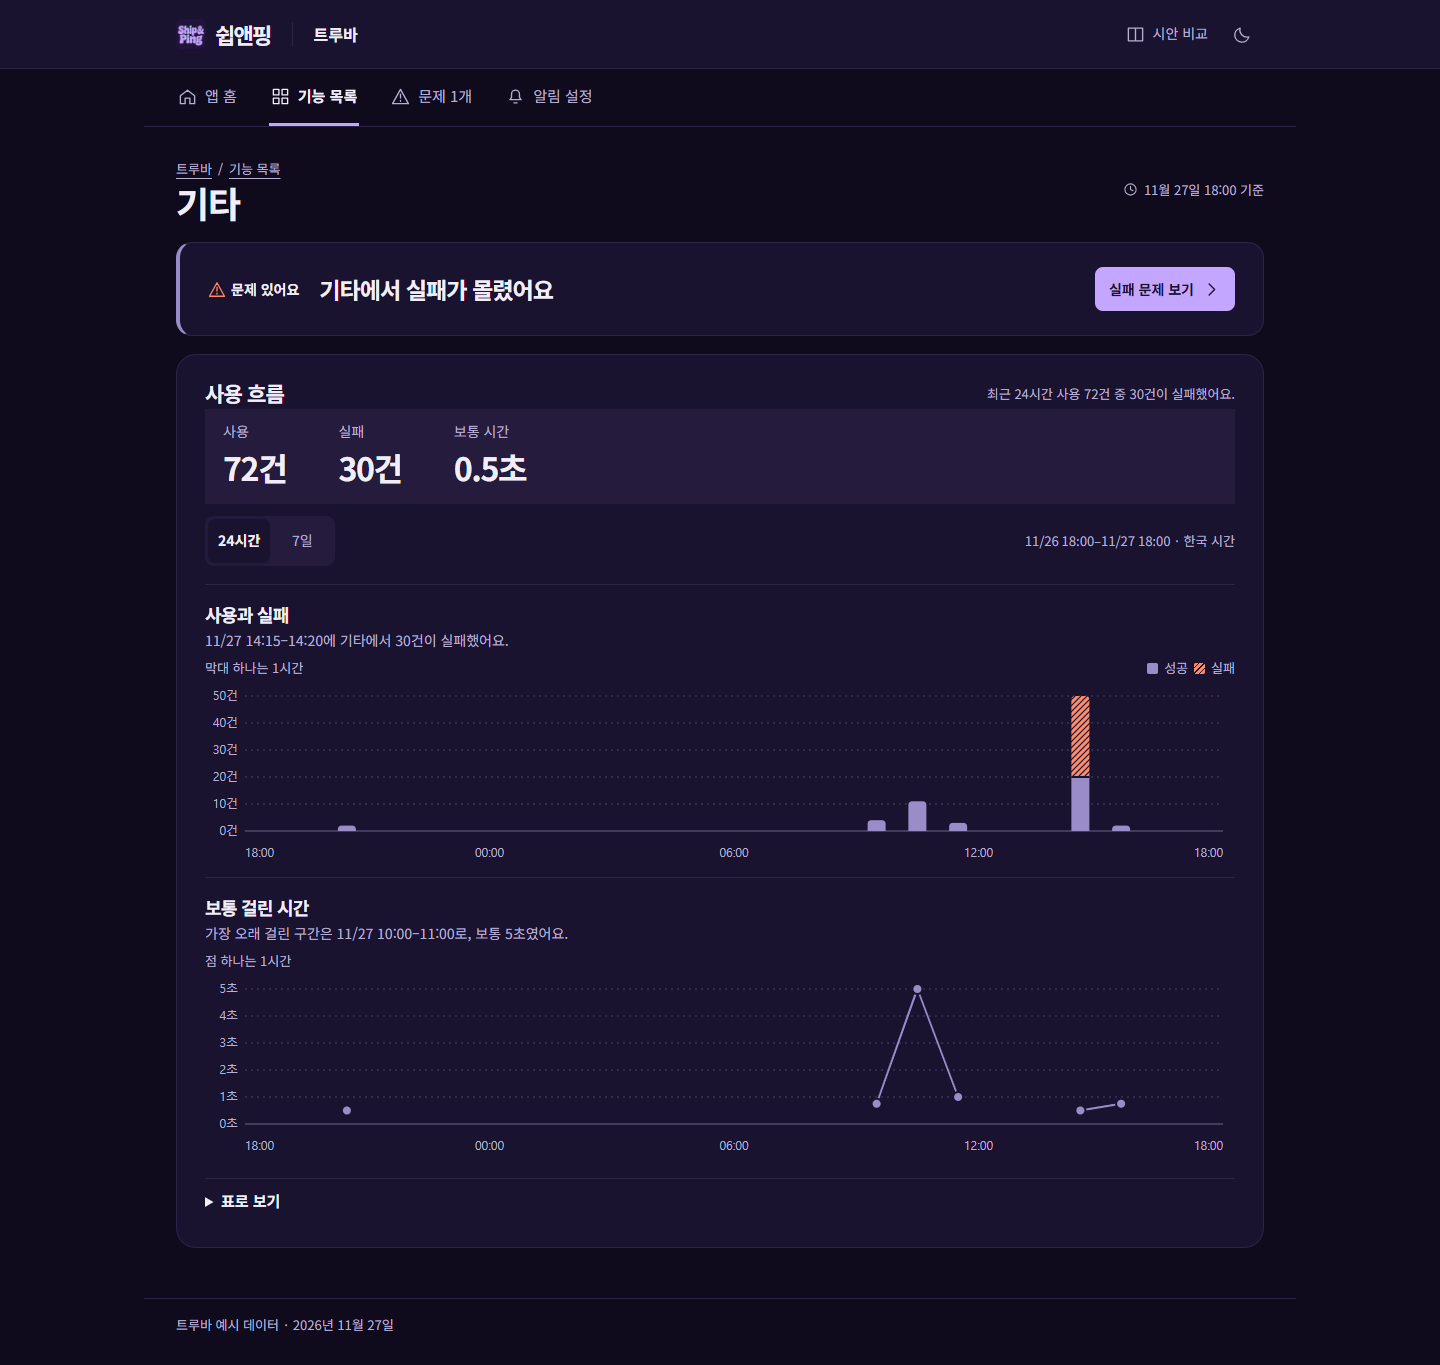 Ship& Ping 쉽앤핑 트루바 시안 비교
앱 홈 기능 목록 문제 1개 알림 설정
트루바 / 기능 목록
기타
11월 27일 18:00 기준
문제 있어요 기타에서 실패가 몰렸어요 실패 문제 보기
사용 흐름 최근 24시간 사용 72건 중 30건이 실패했어요.
사용 실패 보통 시간
72건 30건 0.5초
24시간 7일 11/26 18:00–11/27 18:00 · 한국 시간
사용과 실패
11/27 14:15–14:20에 기타에서 30건이 실패했어요.
막대 하나는 1시간 성공 실패
50건
40건
30건
20건
10건
0건
18:00 00:00 06:00 12:00 18:00
보통 걸린 시간
가장 오래 걸린 구간은 11/27 10:00–11:00로, 보통 5초였어요.
점 하나는 1시간
5초
4초
3초
2초
1초
0초
18:00 00:00 06:00 12:00 18:00
표로 보기
트루바 예시 데이터 · 2026년 11월 27일